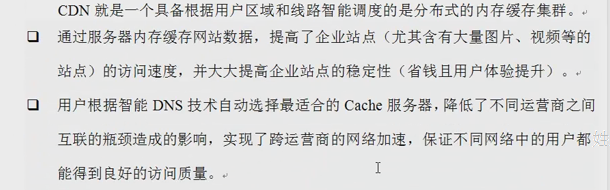 CDN 就是一个具备根据用户区域和线路智能调度的是分布式的内存缓存集群。
通过服务器内存缓存网站数据，提高了企业站点（尤其含有大量图片、视频等的
站点）的访问速度，并大大提高企业站点的稳定性（省钱且用户体验提升）。
用户根据智能 DNS 技术自动选择最适合的 Cache 服务器，降低了不同运营商之间
互联的瓶颈造成的影响，实现了跨运营商的网络加速，保证不同网络中的用户都 姓
能得到良好的访问质量。